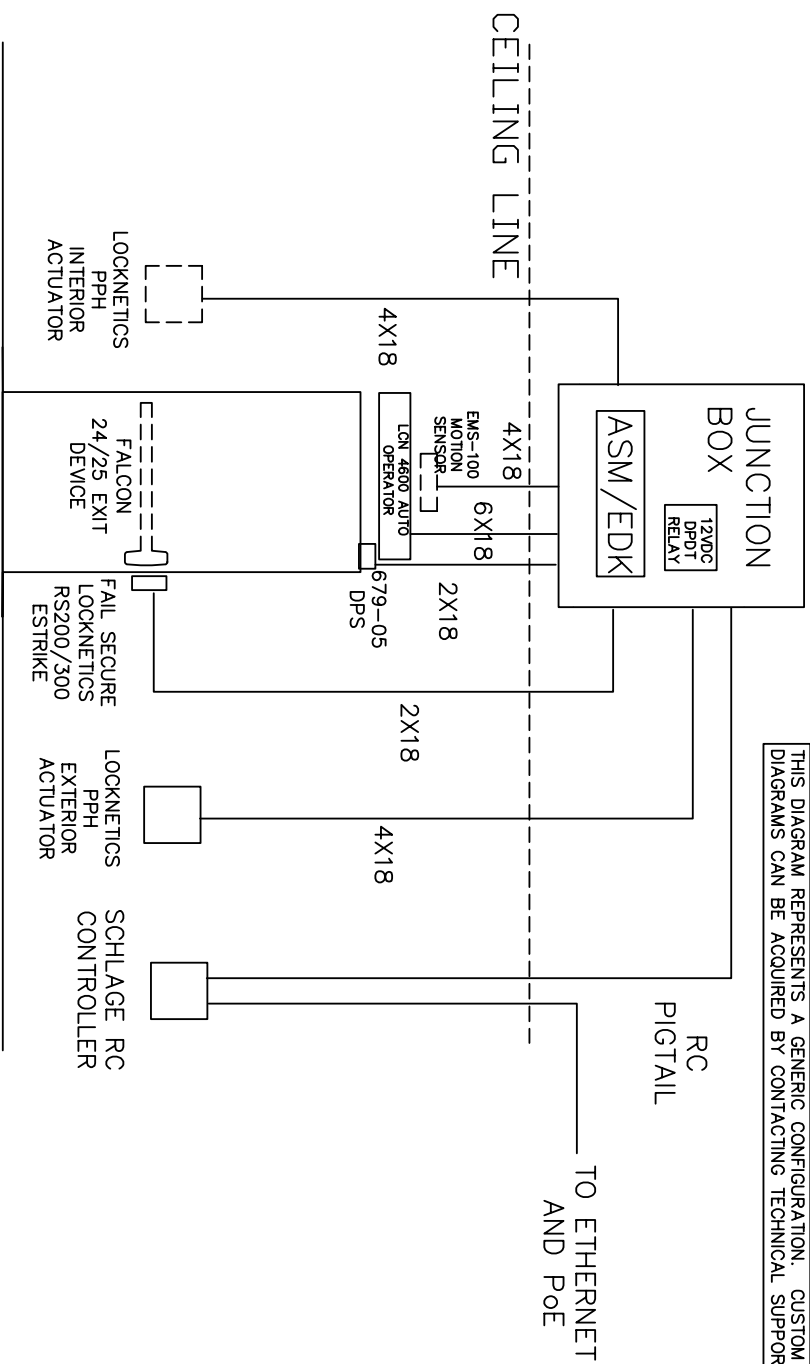 THIS DIAGRAM REPRESENTS A GENERIC CONFIGURATION. CUSTOM
DIAGRAMS CAN BE ACQUIRED BY CONTACTING TECHNICAL SUPPOR
JUNCTION
BOX
12VDC
DPDT
RELAY
ASM/EDK
RC
PIGTAIL
TO ETHERNET
AND PoE
CEILING LINE
4X18
4X18
6X18
2X18
2X18
4X18
EMS-100
MOTION
SENSOR
LCN 4600 AUTO
OPERATOR
679-05
DPS
LOCKNETICS
PPH
INTERIOR
ACTUATOR
FALCON
24/25 EXIT
DEVICE
FAIL SECURE
LOCKNETICS
RS200/300
ESTRIKE
LOCKNETICS
PPH
EXTERIOR
ACTUATOR
SCHLAGE RC
CONTROLLER